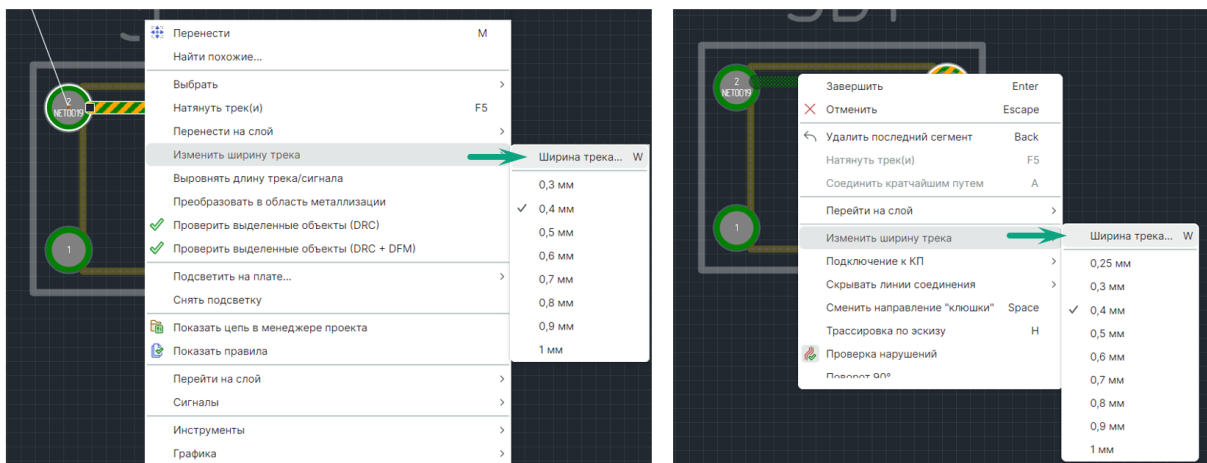 Перенести M
Найти похожие...
Выбрать
Натянуть трек(и) F5
Перенести на слой
Изменить ширину трека
Выровнять длину трека/сигнала
Преобразовать в область металлизации
Проверить выделенные объекты (DRC)
Проверить выделенные объекты (DRC + DFM)
Подсветить на плате...
Снять подсветку
Показать цепь в менеджере проекта
Показать правила
Перейти на слой
Сигналы
Инструменты
Графика
Ширина трека... W
0,3 мм
0,4 мм
0,5 мм
0,6 мм
0,7 мм
0,8 мм
0,9 мм
1 мм
2
NET0019
1
2
NET0019
1
Завершить Enter
Отменить Escape
Удалить последний сегмент Back
Натянуть трек(и) F5
Соединить кратчайшим путем A
Перейти на слой
Изменить ширину трека
Подключение к КП
Скрывать линии соединения
Сменить направление "клюшки" Space
Трассировка по эскизу H
Проверка нарушений
Поворот 90°
Ширина трека... W
0,25 мм
0,3 мм
0,4 мм
0,5 мм
0,6 мм
0,7 мм
0,8 мм
0,9 мм
1 мм